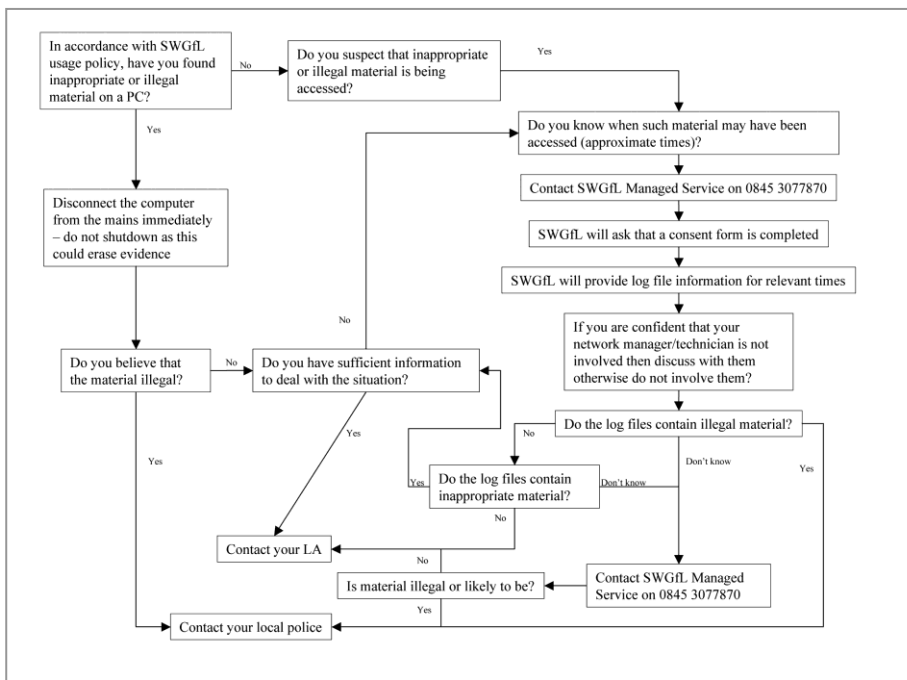 In accordance with SWGfL
usage policy, have you found
inappropriate or illegal
material on a PC?
No
Do you suspect that inappropriate
or illegal material is being
accessed?
Yes
Yes
Do you know when such material may have been
accessed (approximate times)?
Contact SWGfL Managed Service on 0845 3077870
Disconnect the computer
from the mains immediately
– do not shutdown as this
could erase evidence
SWGfL will ask that a consent form is completed
SWGfL will provide log file information for relevant times
No
If you are confident that your
network manager/technician is not
involved then discuss with them
otherwise do not involve them?
Do you believe that
the material illegal?
No
Do you have sufficient information
to deal with the situation?
Do the log files contain illegal material?
Yes
Yes
No
Don't know
Yes
Do the log files contain
inappropriate material?
Yes
Don't know
No
Contact your LA
No
Is material illegal or likely to be?
Contact SWGfL Managed
Service on 0845 3077870
Yes
Contact your local police